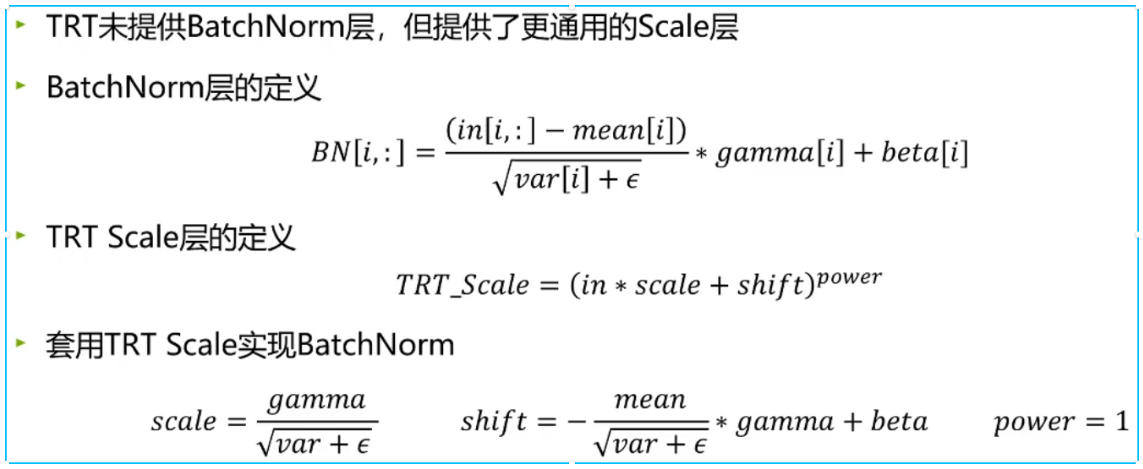 TRT未提供BatchNorm层，但提供了更通用的Scale层
BatchNorm层的定义
BN[i,:] = \frac{(in[i,:] - mean[i])}{\sqrt{var[i] + ϵ}} * gamma[i] + beta[i]
TRT Scale层的定义
TRT_Scale = (in * scale + shift)^{power}
套用TRT Scale实现BatchNorm
scale = \frac{gamma}{\sqrt{var + ϵ}} shift = -\frac{mean}{\sqrt{var + ϵ}} * gamma + beta power = 1